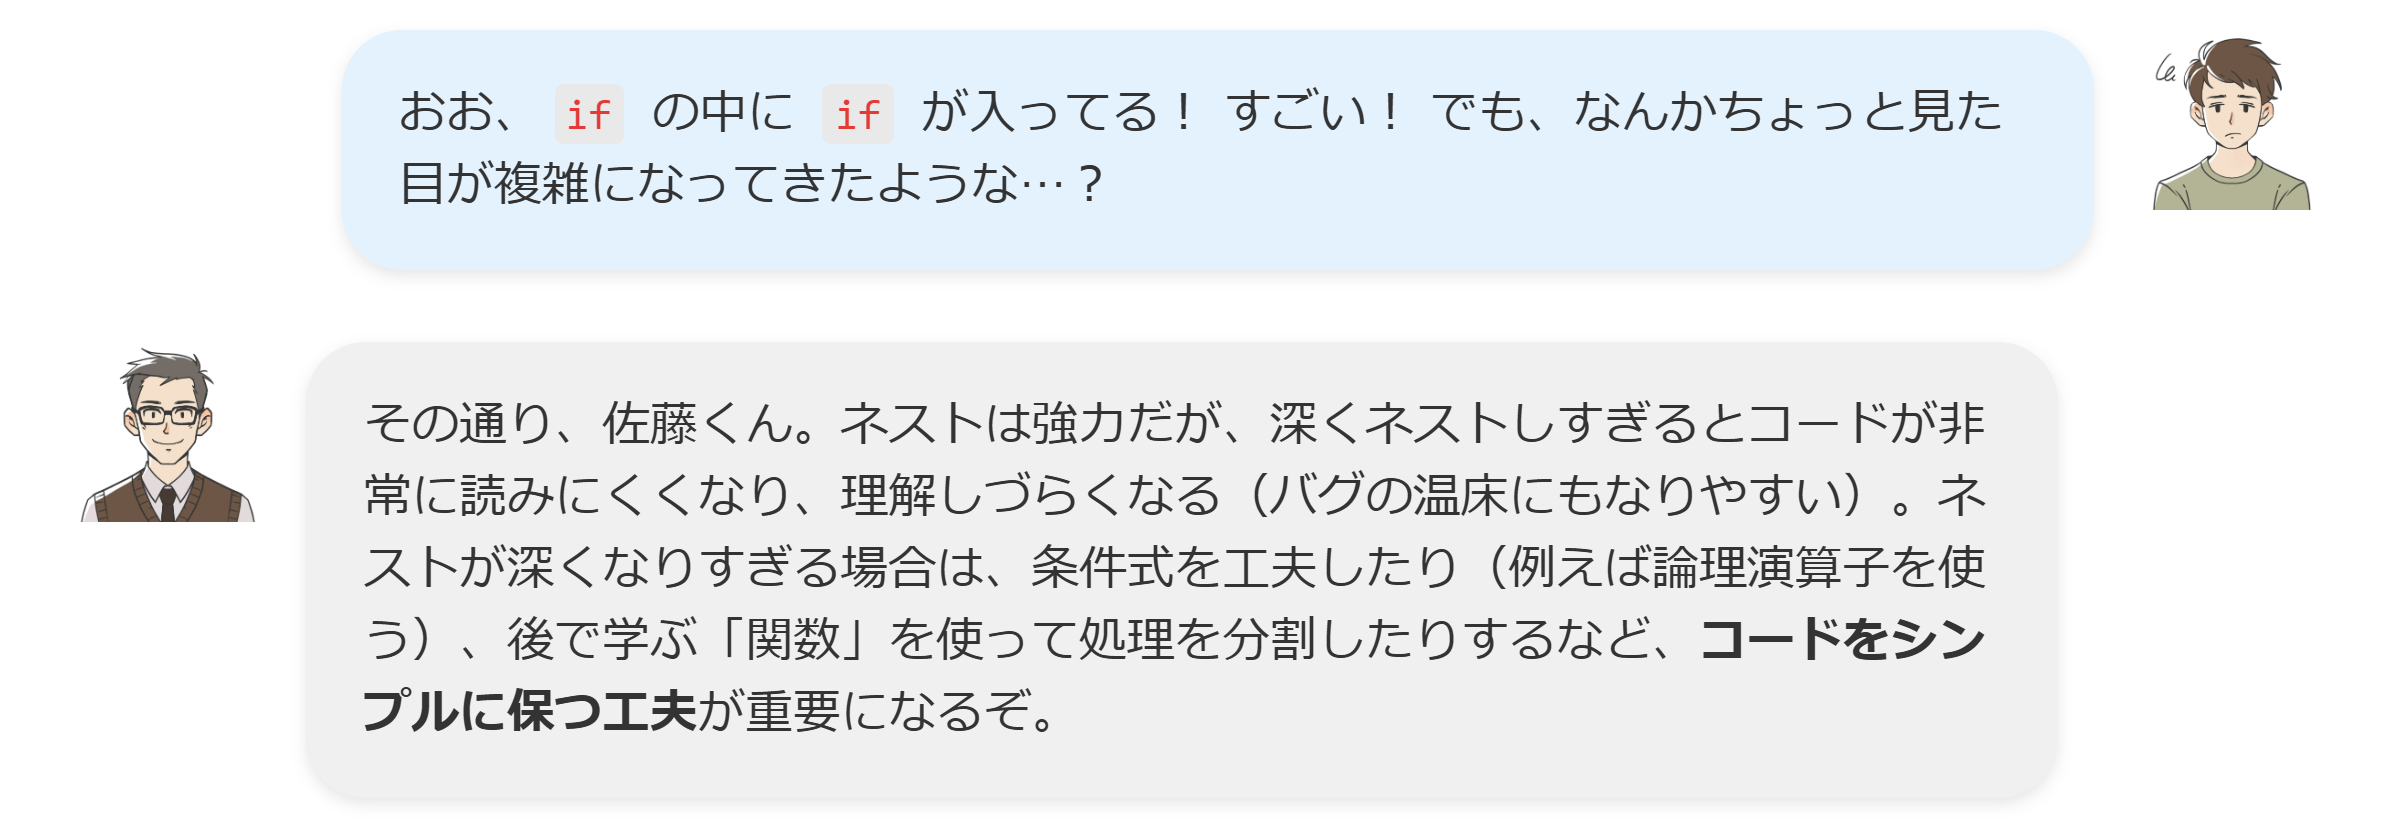 おお、 if の中に if が入ってる！ すごい！ でも、なんかちょっと見た
目が複雑になってきたような…？
その通り、佐藤くん。ネストは強力だが、深くネストしすぎるとコードが非
常に読みにくくなり、理解しづらくなる（バグの温床にもなりやすい）。ネ
ストが深くなりすぎる場合は、条件式を工夫したり（例えば論理演算子を使
う）、後で学ぶ「関数」を使って処理を分割したりするなど、コードをシン
プルに保つ工夫が重要になるぞ。